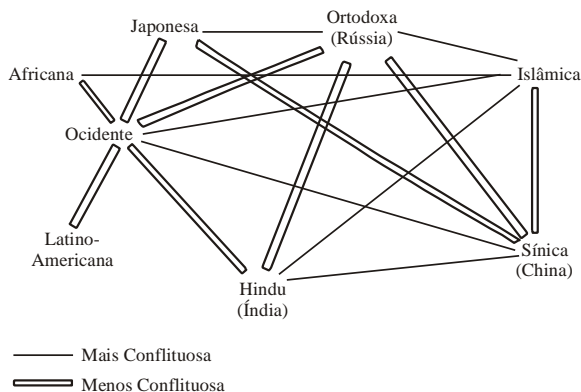 Ortodoxa
(Rússia)
Japonesa
Africana
Islâmica
Ocidente
Latino-
Americana
Sínica
(China)
Hindu
(Índia)
Mais Conflituosa
Menos Conflituosa